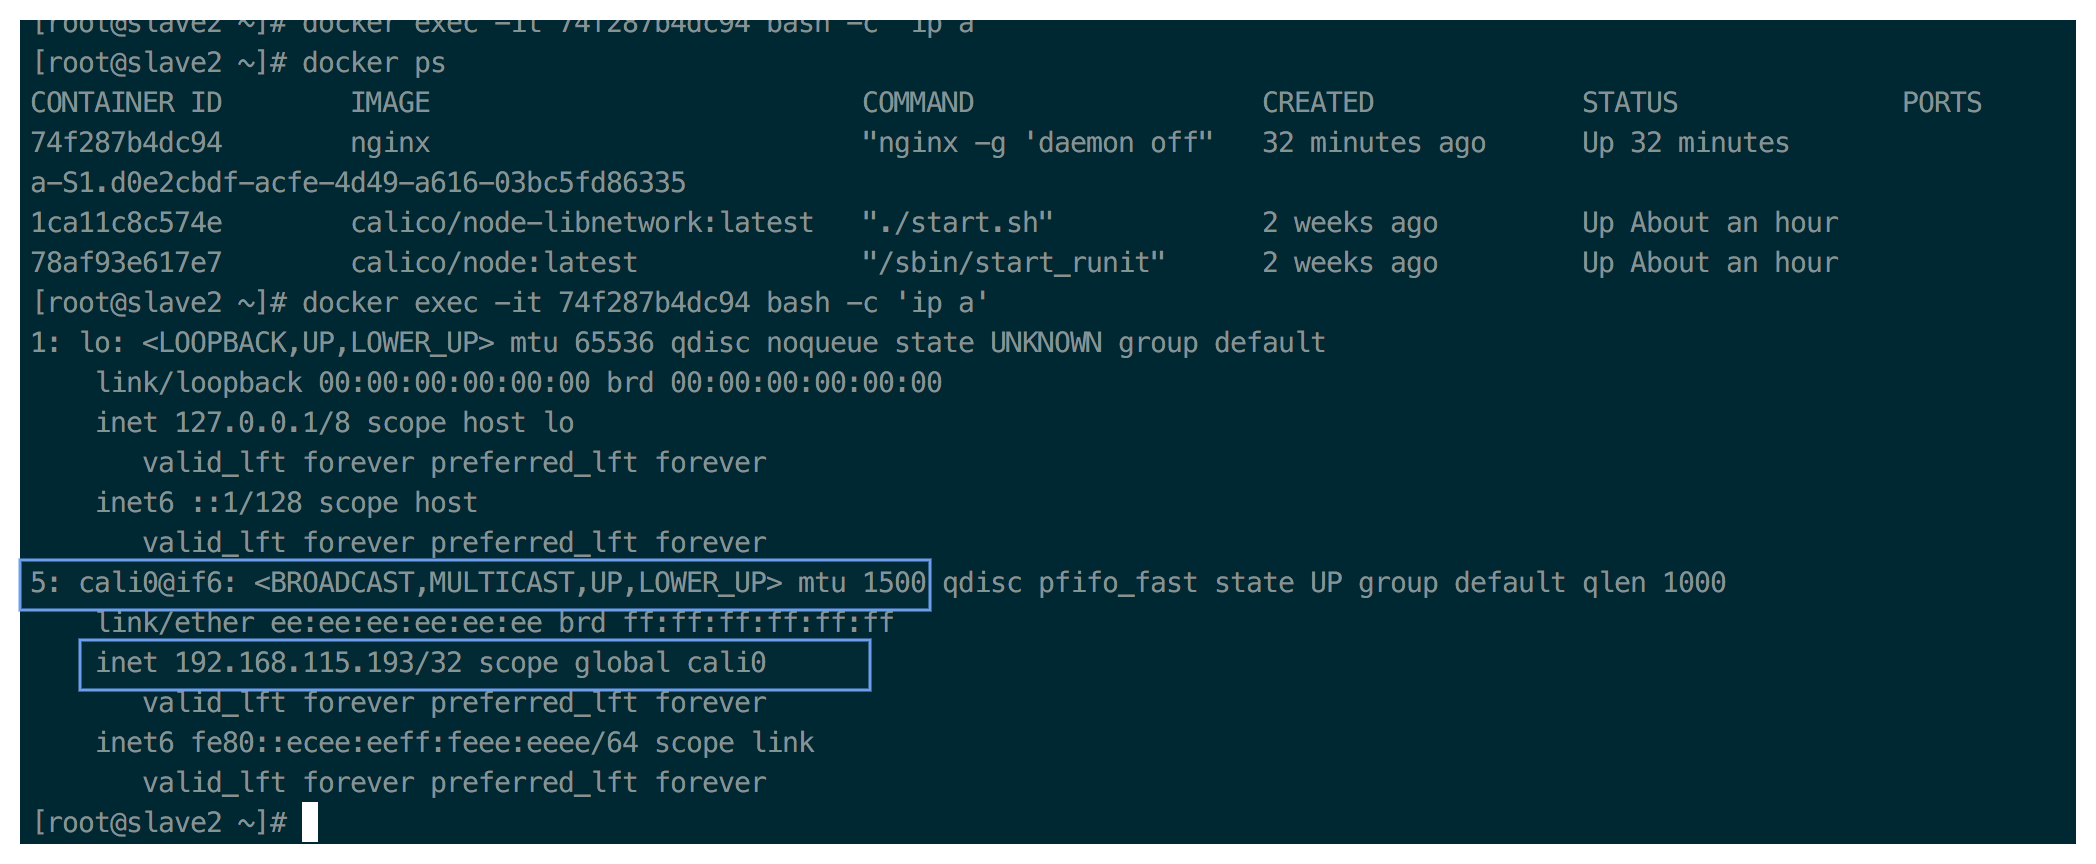 [root@slave2 ~]# docker exec -it 74f287b4dc94 bash -c 'ip a'
[root@slave2 ~]# docker ps
CONTAINER ID        IMAGE                           COMMAND                  CREATED             STATUS              PORTS
74f287b4dc94        nginx                           "nginx -g 'daemon off"   32 minutes ago      Up 32 minutes
a-S1.d0e2cbdf-acfe-4d49-a616-03bc5fd86335
1ca11c8c574e        calico/node-libnetwork:latest   "./start.sh"             2 weeks ago         Up About an hour
78af93e617e7        calico/node:latest              "/sbin/start_runit"      2 weeks ago         Up About an hour
[root@slave2 ~]# docker exec -it 74f287b4dc94 bash -c 'ip a'
1: lo: <LOOPBACK,UP,LOWER_UP> mtu 65536 qdisc noqueue state UNKNOWN group default
    link/loopback 00:00:00:00:00:00 brd 00:00:00:00:00:00
    inet 127.0.0.1/8 scope host lo
       valid_lft forever preferred_lft forever
    inet6 ::1/128 scope host
       valid_lft forever preferred_lft forever
5: cali0@if6: <BROADCAST,MULTICAST,UP,LOWER_UP> mtu 1500 qdisc pfifo_fast state UP group default qlen 1000
    link/ether ee:ee:ee:ee:ee:ee brd ff:ff:ff:ff:ff:ff
    inet 192.168.115.193/32 scope global cali0
       valid_lft forever preferred_lft forever
    inet6 fe80::ecee:eeff:feee:eeee/64 scope link
       valid_lft forever preferred_lft forever
[root@slave2 ~]#